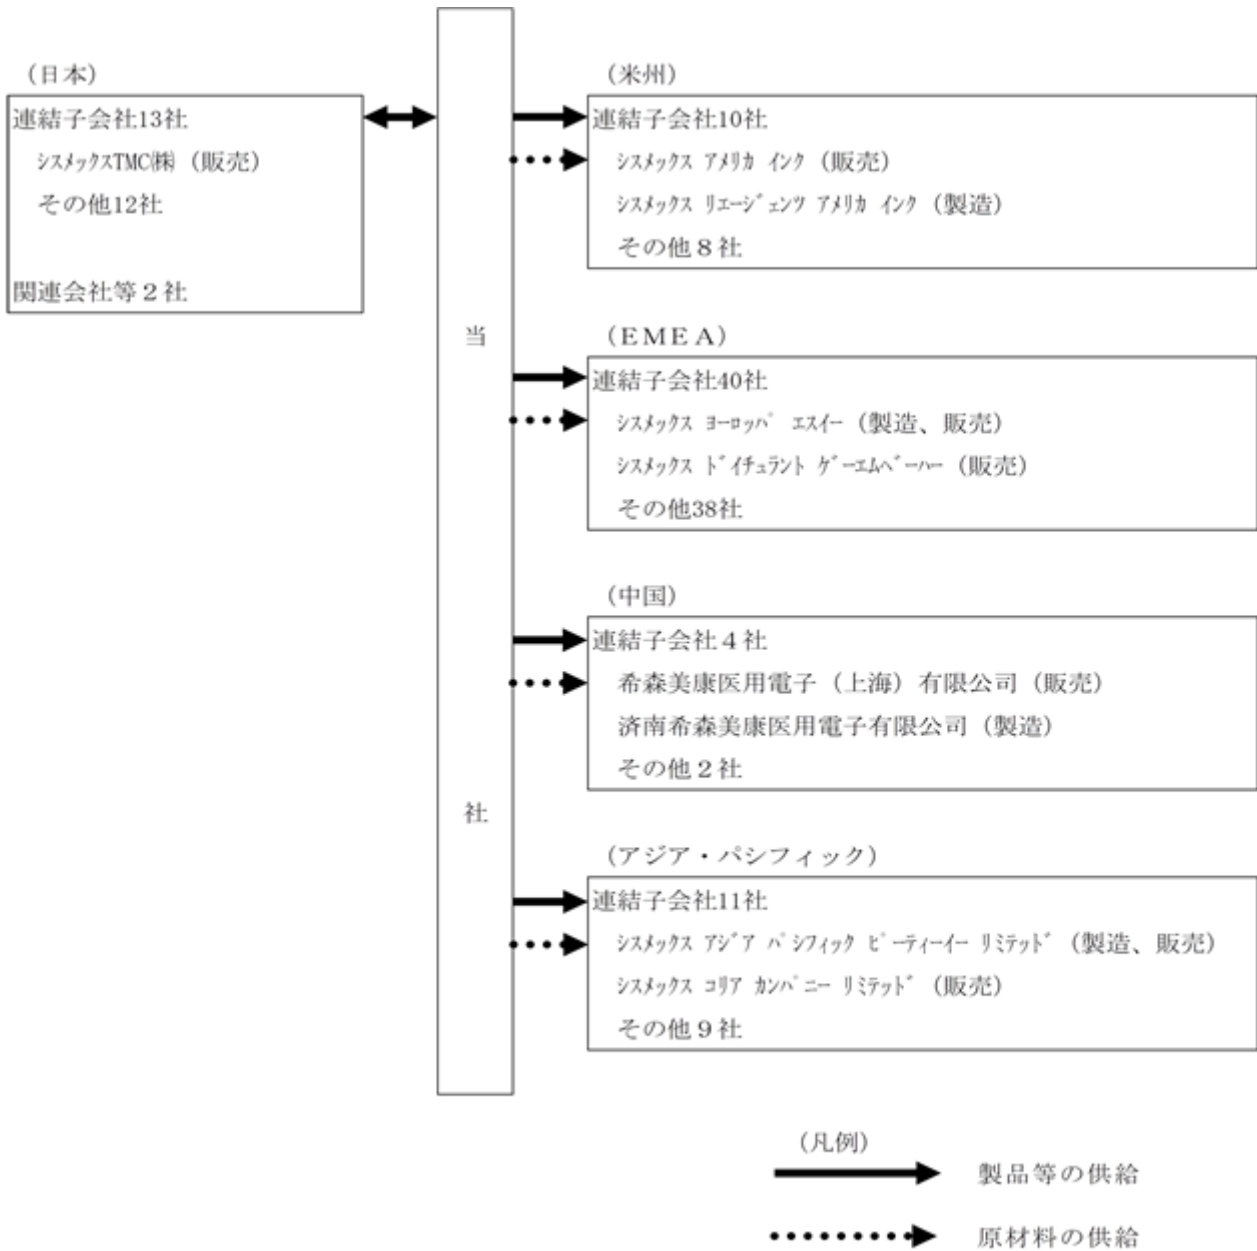 （日本）
連結子会社13社
ｼｽﾒｯｸｽTMC㈱（販売）
その他12社
関連会社等２社
当
社
（米州）
連結子会社10社
ｼｽﾒｯｸｽ ｱﾒﾘｶ ｲﾝｸ（販売）
ｼｽﾒｯｸｽ ﾘｴｰｼﾞｪﾝﾂ ｱﾒﾘｶ ｲﾝｸ（製造）
その他８社
（ＥＭＥＡ）
連結子会社40社
ｼｽﾒｯｸｽ ﾖｰﾛｯﾊﾟ ｴｽｲｰ（製造、販売）
ｼｽﾒｯｸｽ ﾄﾞｲﾁｭﾗﾝﾄ ｹﾞｰｴﾑﾍﾞｰﾊｰ（販売）
その他38社
（中国）
連結子会社４社
希森美康医用電子（上海）有限公司（販売）
済南希森美康医用電子有限公司（製造）
その他２社
（アジア・パシフィック）
連結子会社11社
ｼｽﾒｯｸｽ ｱｼﾞｱ ﾊﾟｼﾌｨｯｸ ﾋﾟｰﾃｨｰｲｰ ﾘﾐﾃｯﾄﾞ（製造、販売）
ｼｽﾒｯｸｽ ｺﾘｱ ｶﾝﾊﾟﾆｰ ﾘﾐﾃｯﾄﾞ（販売）
その他９社
（凡例）
製品等の供給
原材料の供給